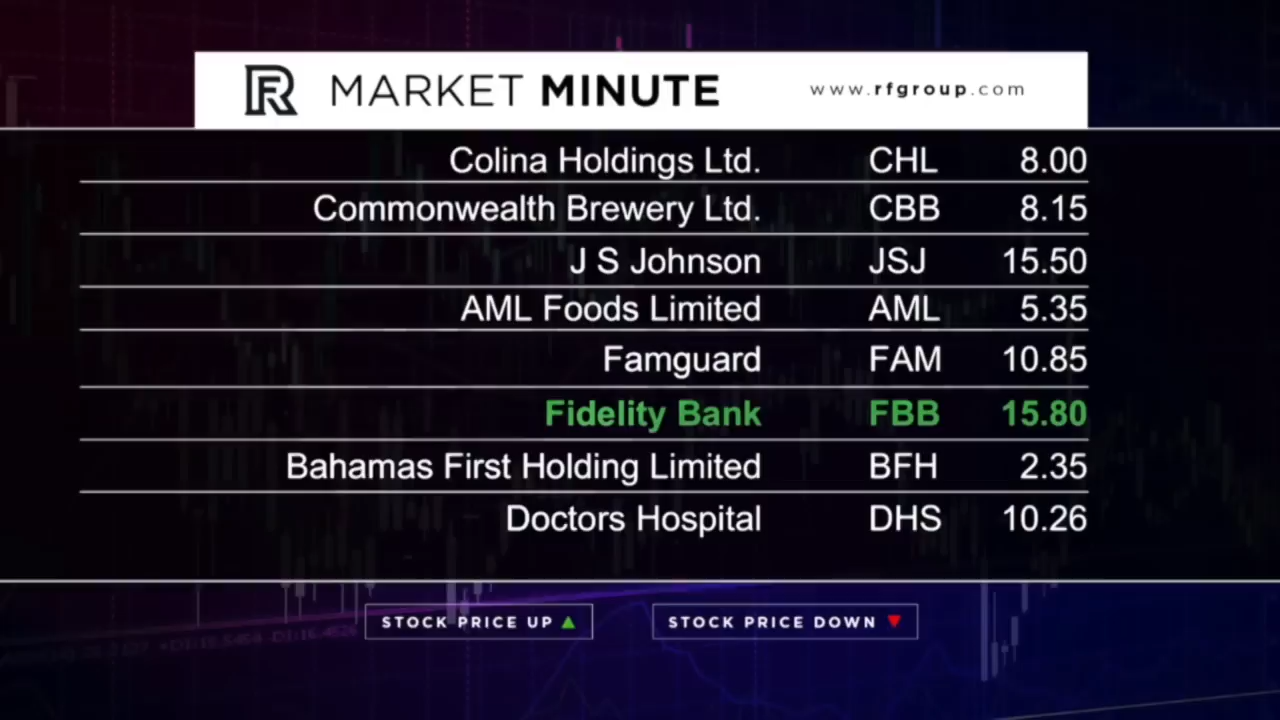 RF MARKET MINUTE www.rfgroup.com
Colina Holdings Ltd. CHL 8.00
Commonwealth Brewery Ltd. CBB 8.15
J S Johnson JSJ 15.50
AML Foods Limited AML 5.35
Famguard FAM 10.85
Fidelity Bank FBB 15.80
Bahamas First Holding Limited BFH 2.35
Doctors Hospital DHS 10.26
STOCK PRICE UP ▲ STOCK PRICE DOWN ▼